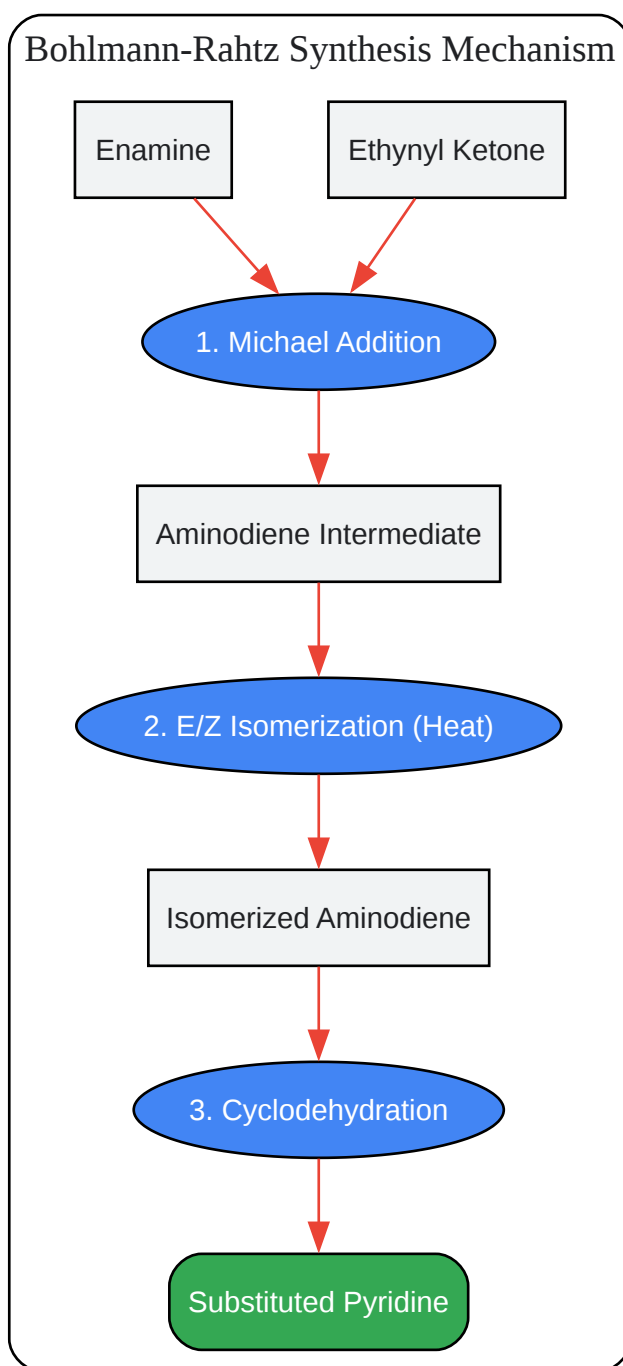 Bohlmann-Rahtz Synthesis Mechanism
Enamine
Ethynyl Ketone
1. Michael Addition
Aminodiene Intermediate
2. E/Z Isomerization (Heat)
Isomerized Aminodiene
3. Cyclodehydration
Substituted Pyridine